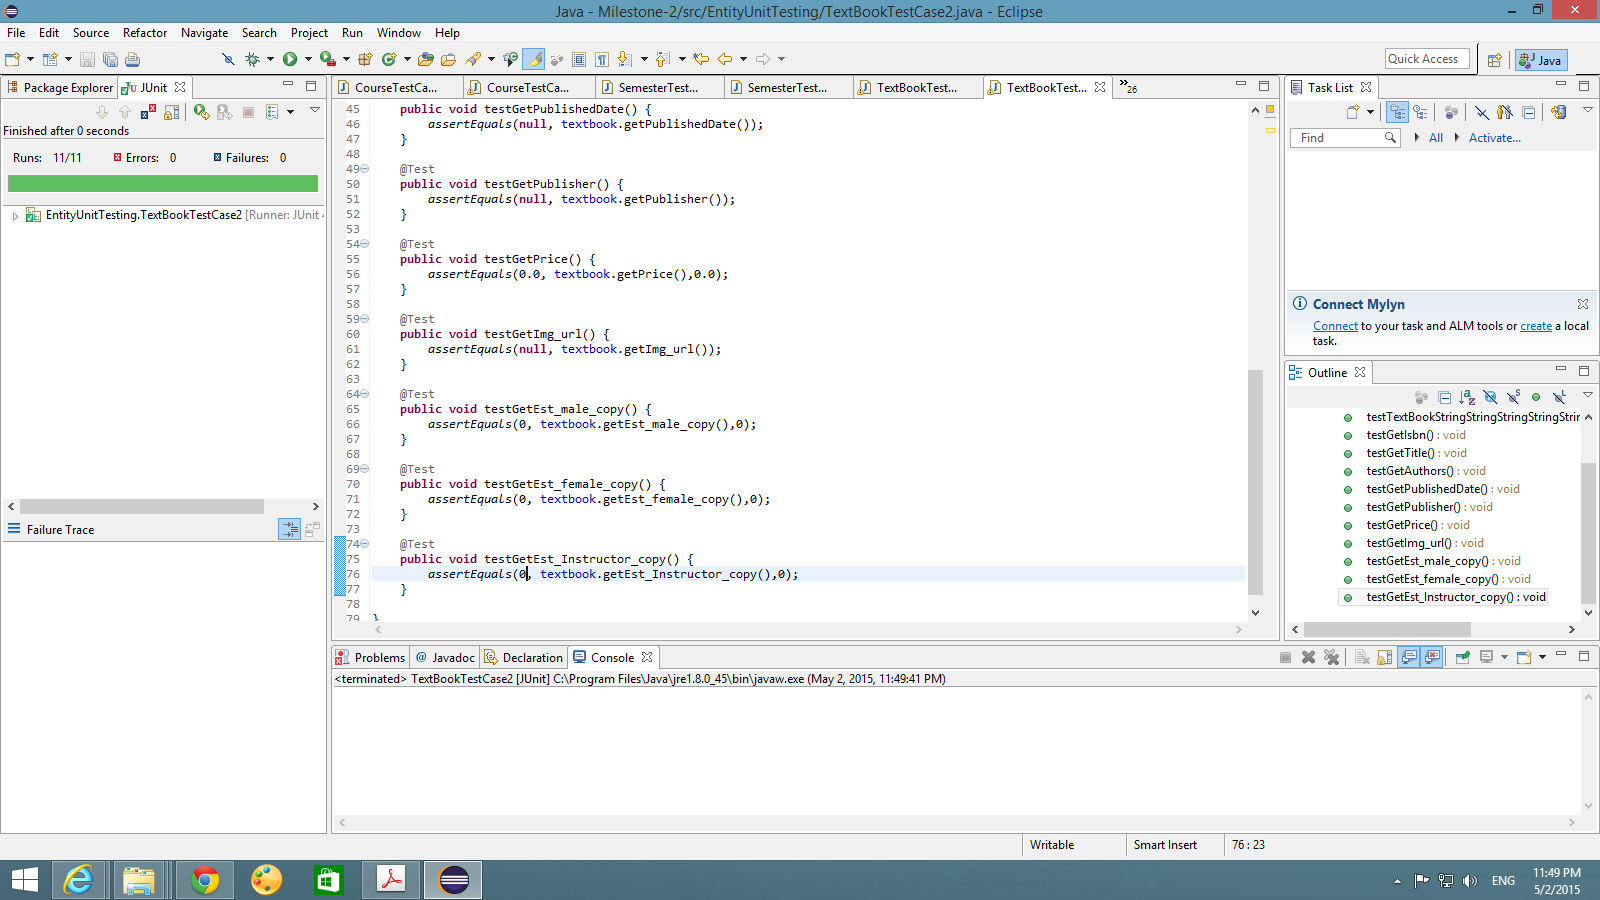 Java - Milestone-2/src/EntityUnitTesting/TextBookTestCase2.java - Eclipse
File Edit Source Refactor Navigate Search Project Run Window Help
Quick Access
Java
Package Explorer
JUnit
Finished after 0 seconds
Runs: 11/11
Errors: 0
Failures: 0
EntityUnitTesting.TextBookTestCase2 [Runner: JUnit 4
Failure Trace
CourseTestCa...
CourseTestCa...
SemesterTest...
SemesterTest...
TextBookTest...
TextBookTest...
»26
45 public void testGetPublishedDate() {
46 assertEquals(null, textbook.getPublishedDate());
47 }
48
49 @Test
50 public void testGetPublisher() {
51 assertEquals(null, textbook.getPublisher());
52 }
53
54 @Test
55 public void testGetPrice() {
56 assertEquals(0.0, textbook.getPrice(),0.0);
57 }
58
59 @Test
60 public void testGetImg_url() {
61 assertEquals(null, textbook.getImg_url());
62 }
63
64 @Test
65 public void testGetEst_male_copy() {
66 assertEquals(0, textbook.getEst_male_copy(),0);
67 }
68
69 @Test
70 public void testGetEst_female_copy() {
71 assertEquals(0, textbook.getEst_female_copy(),0);
72 }
73
74 @Test
75 public void testGetEst_Instructor_copy() {
76 assertEquals(0, textbook.getEst_Instructor_copy(),0);
77 }
78
79 }
Task List
Find
All
Activate...
Connect Mylyn
Connect to your task and ALM tools or create a local
task.
Outline
testTextBookStringStringStringStringStrin
testGetIsbn() : void
testGetTitle() : void
testGetAuthors() : void
testGetPublishedDate() : void
testGetPublisher() : void
testGetPrice() : void
testGetImg_url() : void
testGetEst_male_copy() : void
testGetEst_female_copy() : void
testGetEst_Instructor_copy() : void
Problems
@ Javadoc
Declaration
Console
<terminated> TextBookTestCase2 [JUnit] C:\Program Files\Java\jre1.8.0_45\bin\javaw.exe (May 2, 2015, 11:49:41 PM)
Writable
Smart Insert
76 : 23
ENG
11:49 PM
5/2/2015